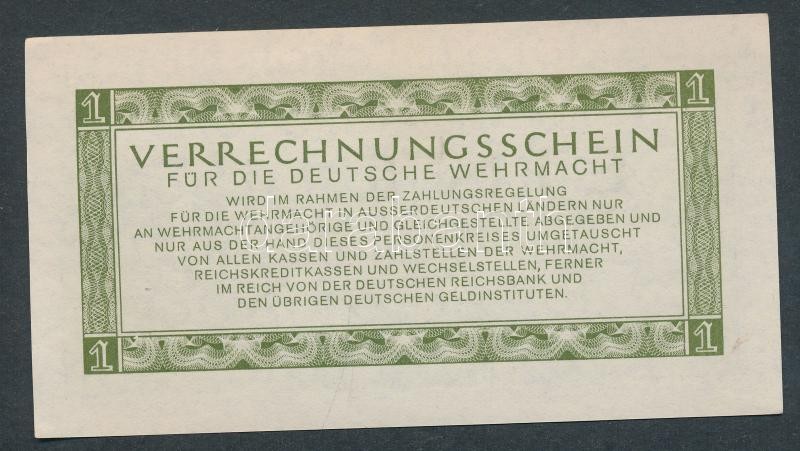 1 1
VERRECHNUNGSSCHEIN
FÜR DIE DEUTSCHE WEHRMACHT
WIRD IM RAHMEN DER ZAHLUNGSREGELUNG
FÜR DIE WEHRMACHT IN AUSSERDEUTSCHEN LÄNDERN NUR
AN WEHRMACHTANGEHÖRIGE UND GLEICHGESTELLTE ABGEGEBEN UND
NUR AUS DER HAND DIESES PERSONENKREISES UMGETAUSCHT
VON ALLEN KASSEN UND ZAHLSTELLEN DER WEHRMACHT,
REICHSKREDITKASSEN UND WECHSELSTELLEN, FERNER
IM REICH VON DER DEUTSCHEN REICHSBANK UND
DEN ÜBRIGEN DEUTSCHEN GELDINSTITUTEN.
1 1